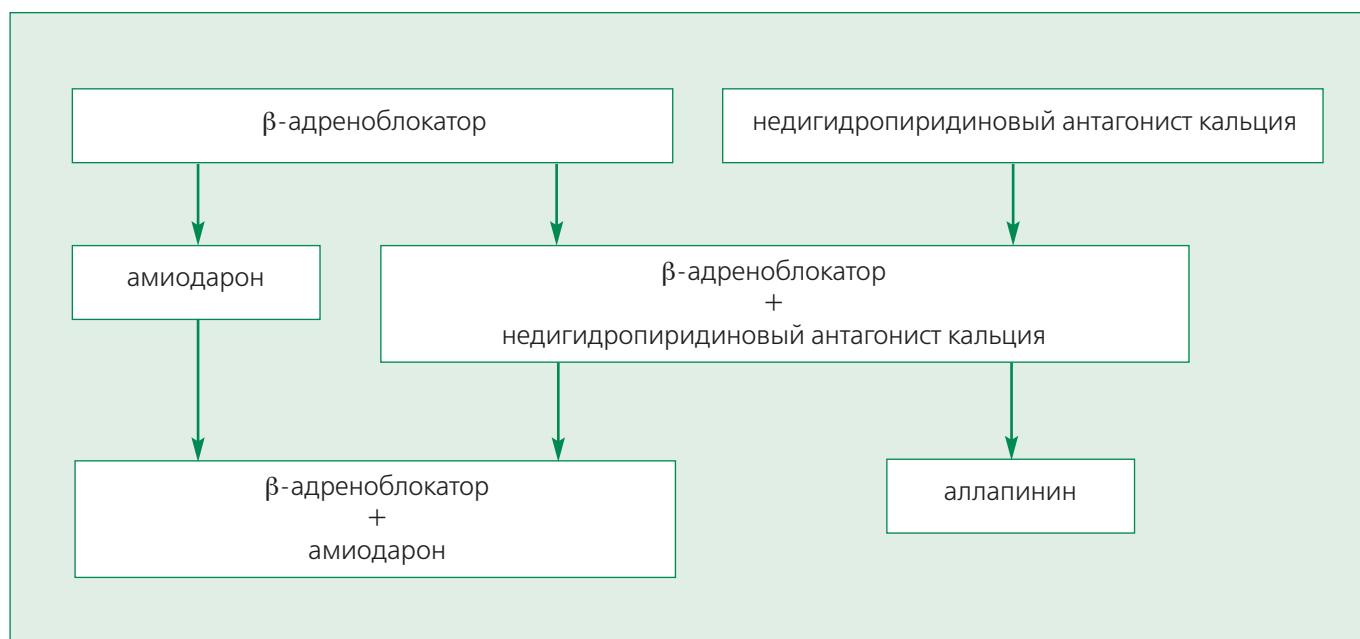 β-адреноблокатор
недигидропиридиновый антагонист кальция
амиодарон
β-адреноблокатор
+
недигидропиридиновый антагонист кальция
β-адреноблокатор
+
амиодарон
аллапинин